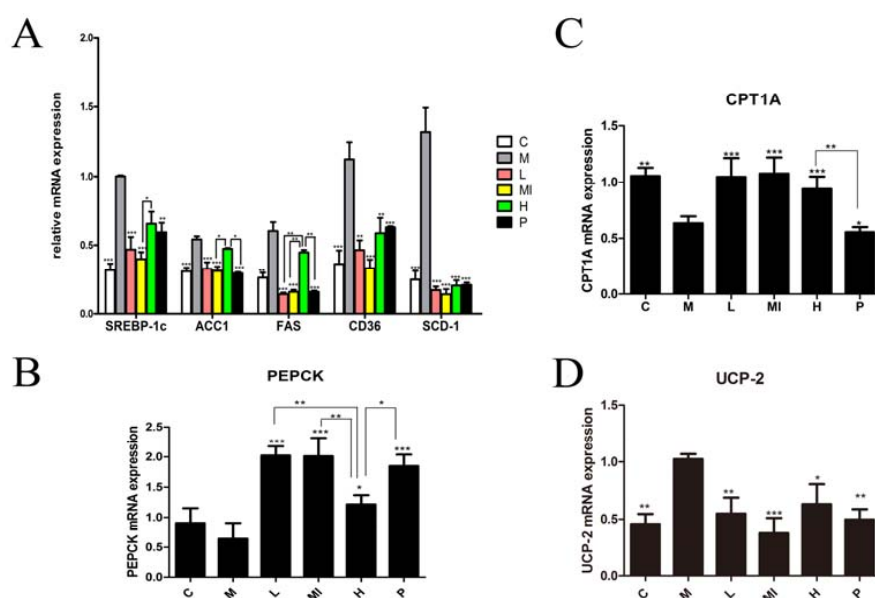 A
relative mRNA expression
2.0
1.5
1.0
0.5
0.0
*** *** ** ***
*** *** *** * * ***
** *** *** ** ** ** ***
*** ** *** ** ***
*** *** *** *** ***
SREBP-1c ACC1 FAS CD36 SCD-1
C
M
L
MI
H
P
B
PEPCK
PEPCK mRNA expression
2.5
2.0
1.5
1.0
0.5
0.0
** ** *
*** *** * ***
C M L MI H P
C
CPT1A
CPT1A mRNA expression
1.5
1.0
0.5
0.0
** *** *** *** ** *
C M L MI H P
D
UCP-2
UCP-2 mRNA expression
1.5
1.0
0.5
0.0
** ** *** * **
C M L MI H P